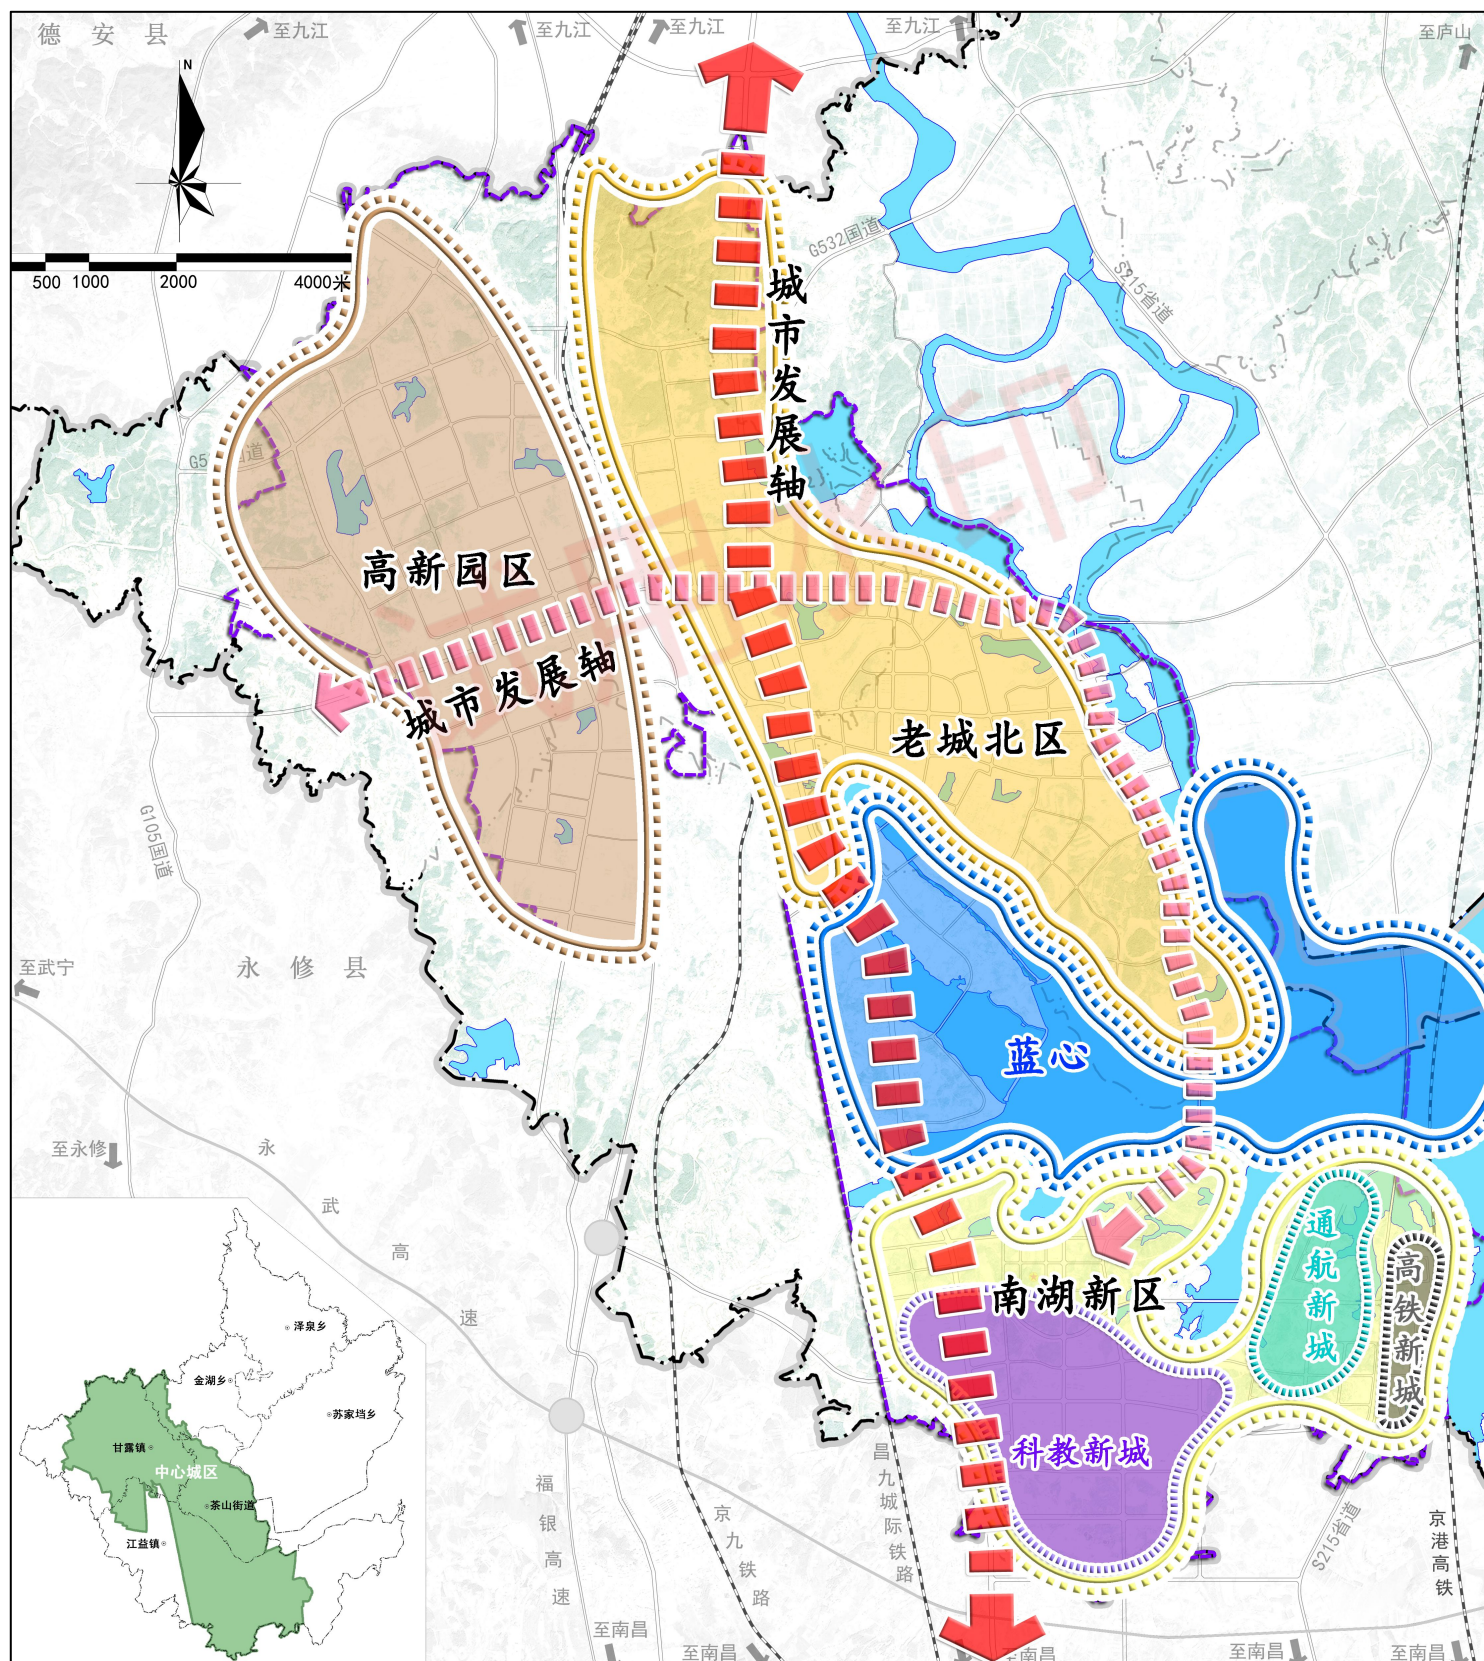 德安县
至九江
至九江
至九江
至九江
至庐山
N
500 1000 2000 4000米
G532国道
S215省道
城市发展轴
高新园区
城市发展轴
老城北区
G105国道
永修县
至武宁
蓝心
至永修
永武高速
南湖新区
通航新城
高铁新城
科教新城
泽泉乡
金湖乡
苏家垱乡
甘露镇
中心城区
茶山街道
江益镇
福银高速
京九铁路
昌九城际铁路
S215省道
京港高铁
至南昌
至南昌
至南昌
至南昌
至南昌